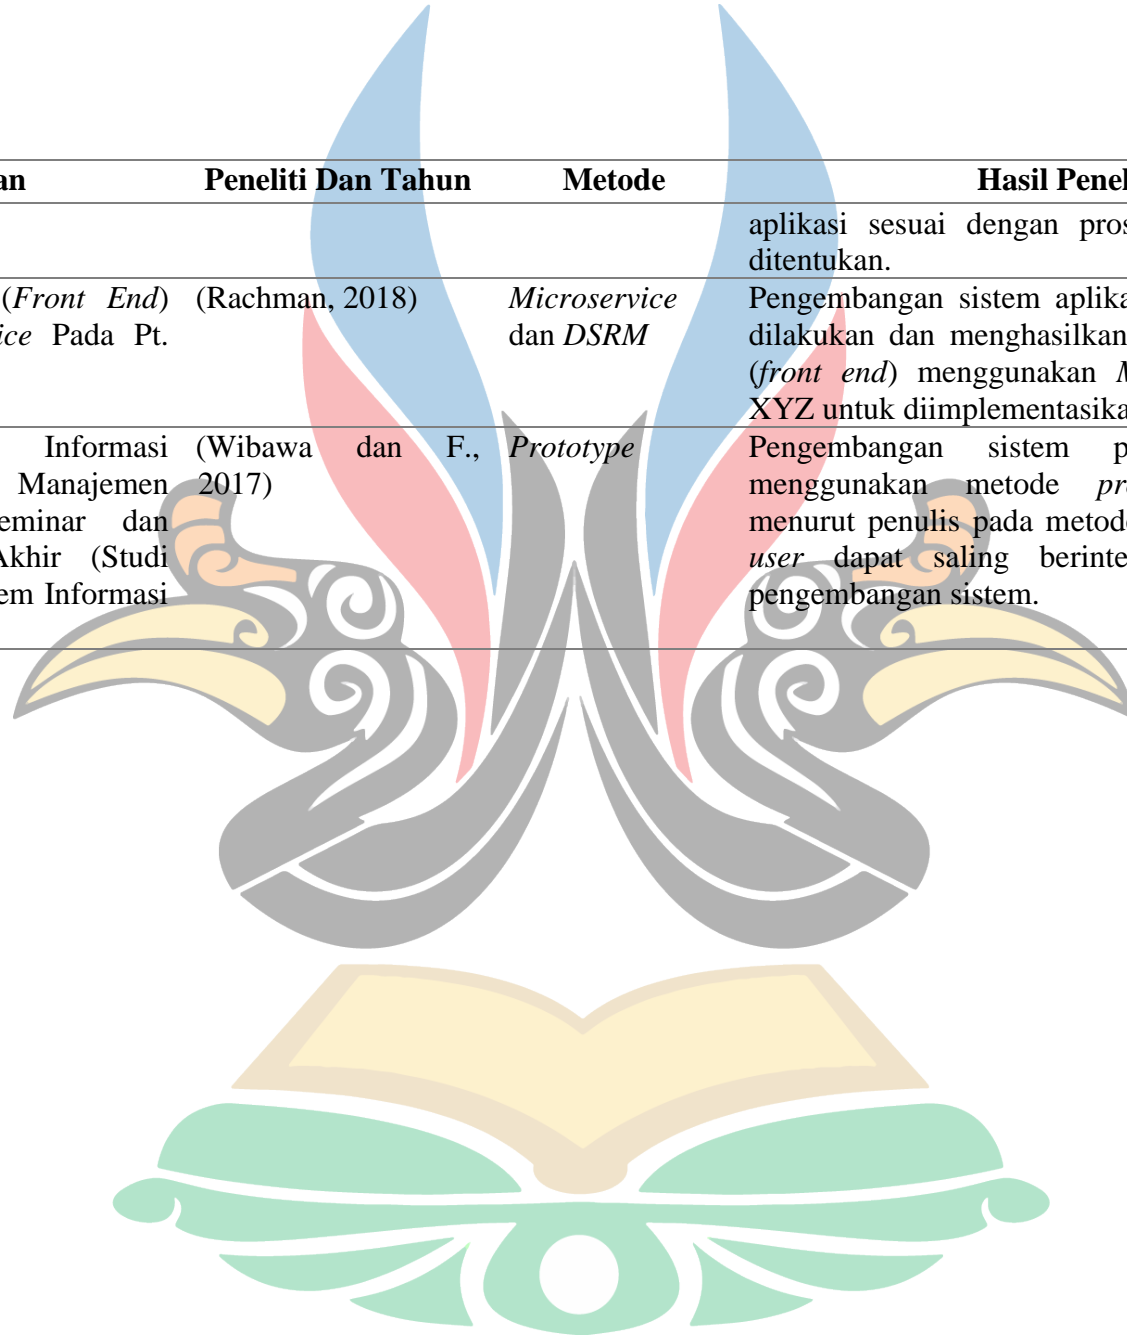 an Peneliti Dan Tahun Metode Hasil Penel
aplikasi sesuai dengan pros
ditentukan.
(Front End) (Rachman, 2018) Microservice Pengembangan sistem aplika
ice Pada Pt. dan DSRM dilakukan dan menghasilkan
(front end) menggunakan M
XYZ untuk diimplementasika
Informasi (Wibawa dan F., Prototype Pengembangan sistem p
Manajemen 2017) menggunakan metode pro
eminar dan menurut penulis pada metode
Akhir (Studi user dapat saling berinte
em Informasi pengembangan sistem.